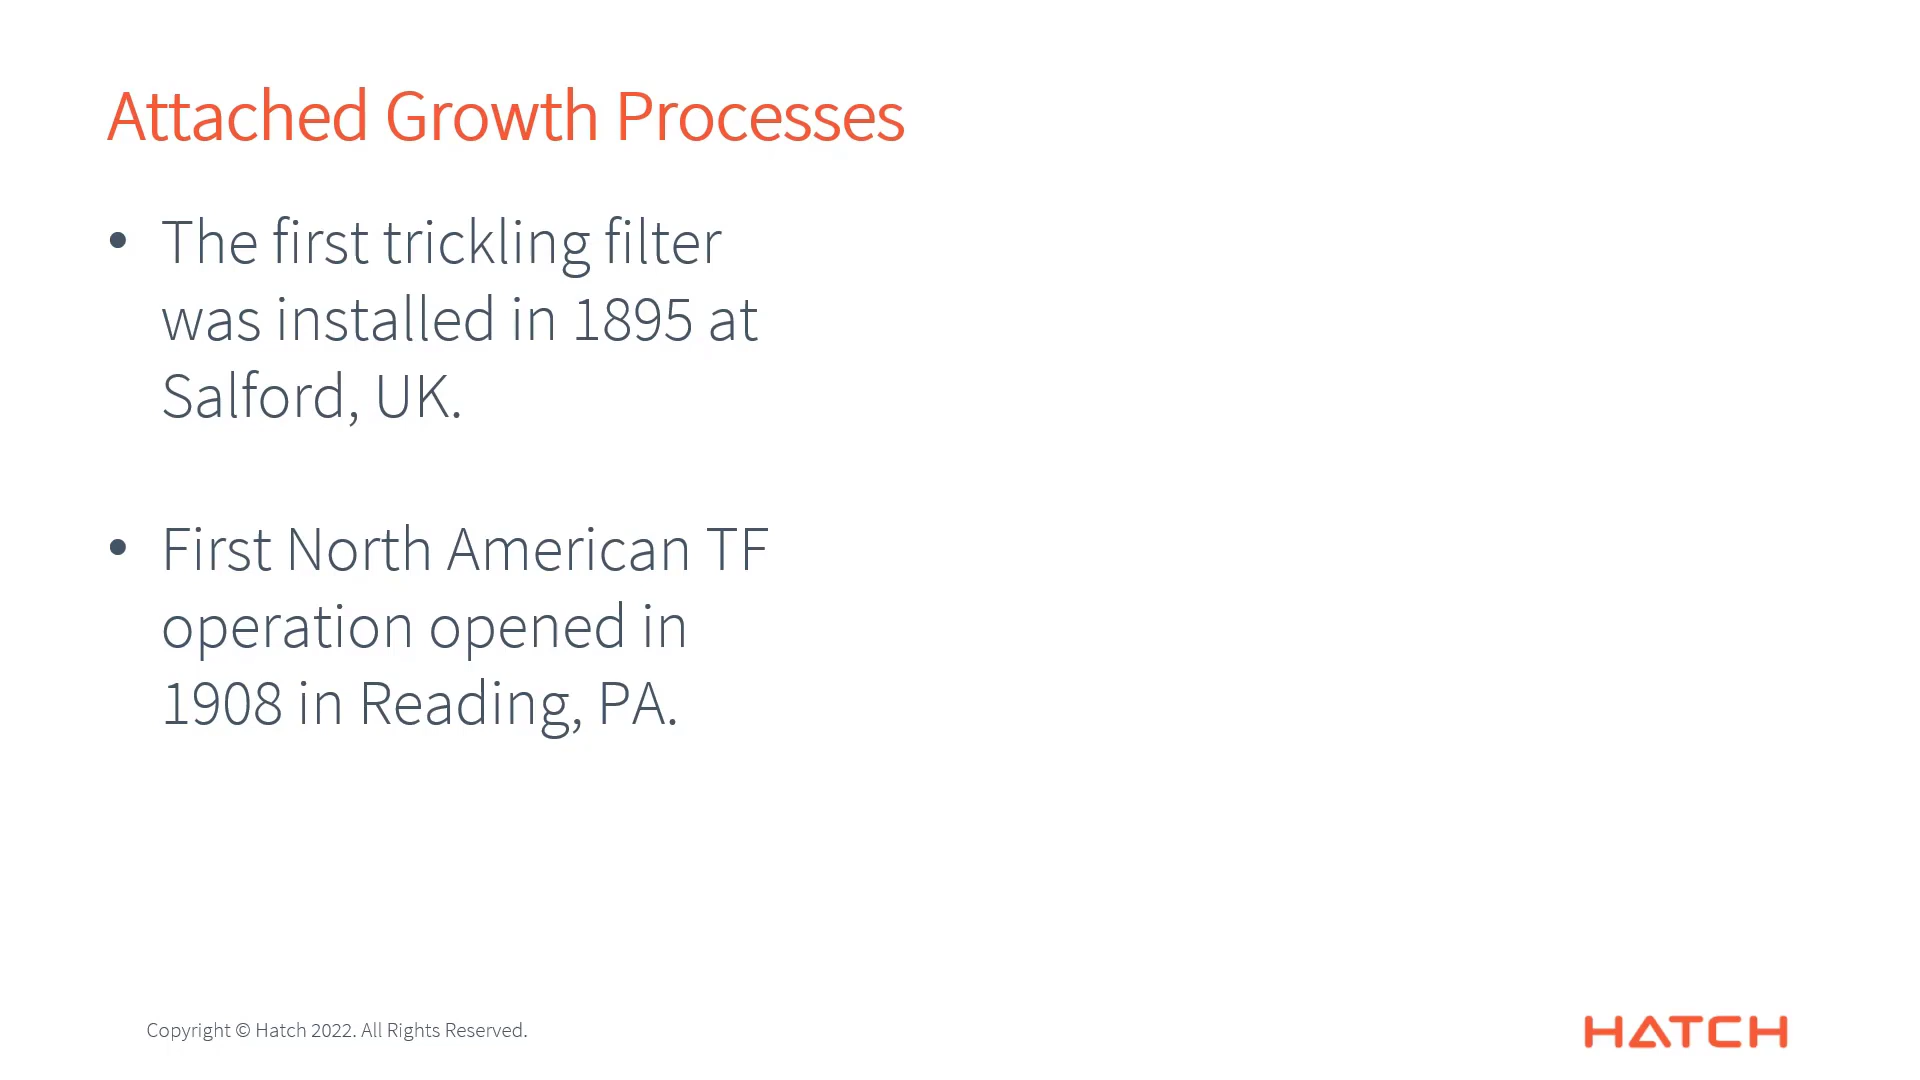 Attached Growth Processes
• The first trickling filter
was installed in 1895 at
Salford, UK.
• First North American TF
operation opened in
1908 in Reading, PA.
Copyright © Hatch 2022. All Rights Reserved.
HATCH